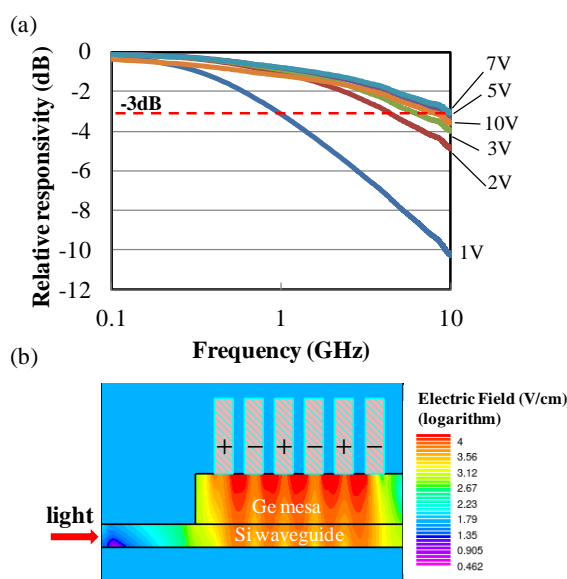 (a)
Relative responsivity (dB)
0
-2
-4
-6
-8
-10
-12
-3dB
7V
5V
10V
3V
2V
1V
0.1
1
10
Frequency (GHz)
(b)
+ − + − + −
Ge mesa
Si waveguide
light
Electric Field (V/cm)
(logarithm)
4
3.56
3.12
2.67
2.23
1.79
1.35
0.905
0.462